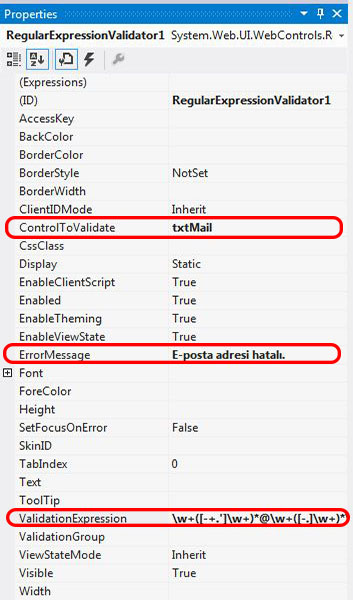 Properties
RegularExpressionValidator1 System.Web.UI.WebControls.R
(Expressions)
(ID) RegularExpressionValidator1
AccessKey
BackColor
BorderColor
BorderStyle NotSet
BorderWidth
ClientIDMode Inherit
ControlToValidate txtMail
CssClass
Display Static
EnableClientScript True
Enabled True
EnableTheming True
EnableViewState True
ErrorMessage E-posta adresi hatalı.
Font
ForeColor
Height
SetFocusOnError False
SkinID
TabIndex 0
Text
ToolTip
ValidationExpression \w+([-+.']\w+)*@\w+([-.]\w+)*
ValidationGroup
ViewStateMode Inherit
Visible True
Width